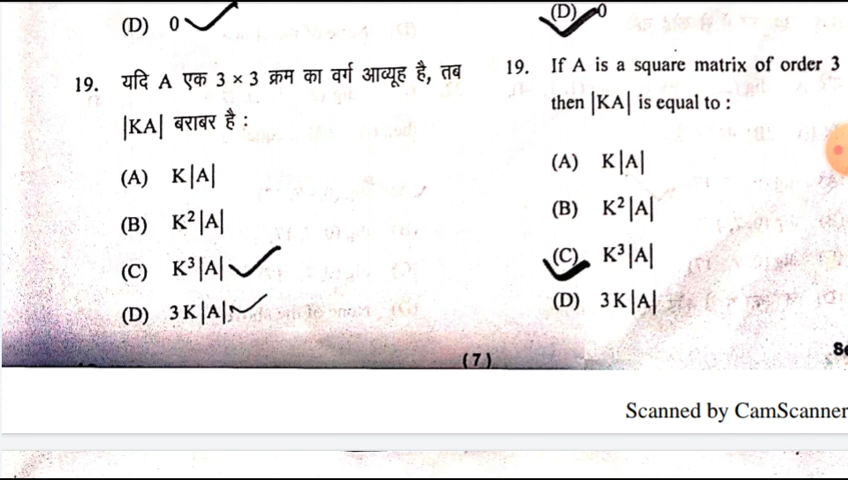 (D) 0
19. यदि A एक 3 × 3 क्रम का वर्ग आव्यूह है, तब
|KA| बराबर है :
(A) K|A|
(B) K²|A|
(C) K³|A|
(D) 3K|A|
(D) 0
19. If A is a square matrix of order 3
then |KA| is equal to :
(A) K|A|
(B) K²|A|
(C) K³|A|
(D) 3K|A|
(7)
Scanned by CamScanner